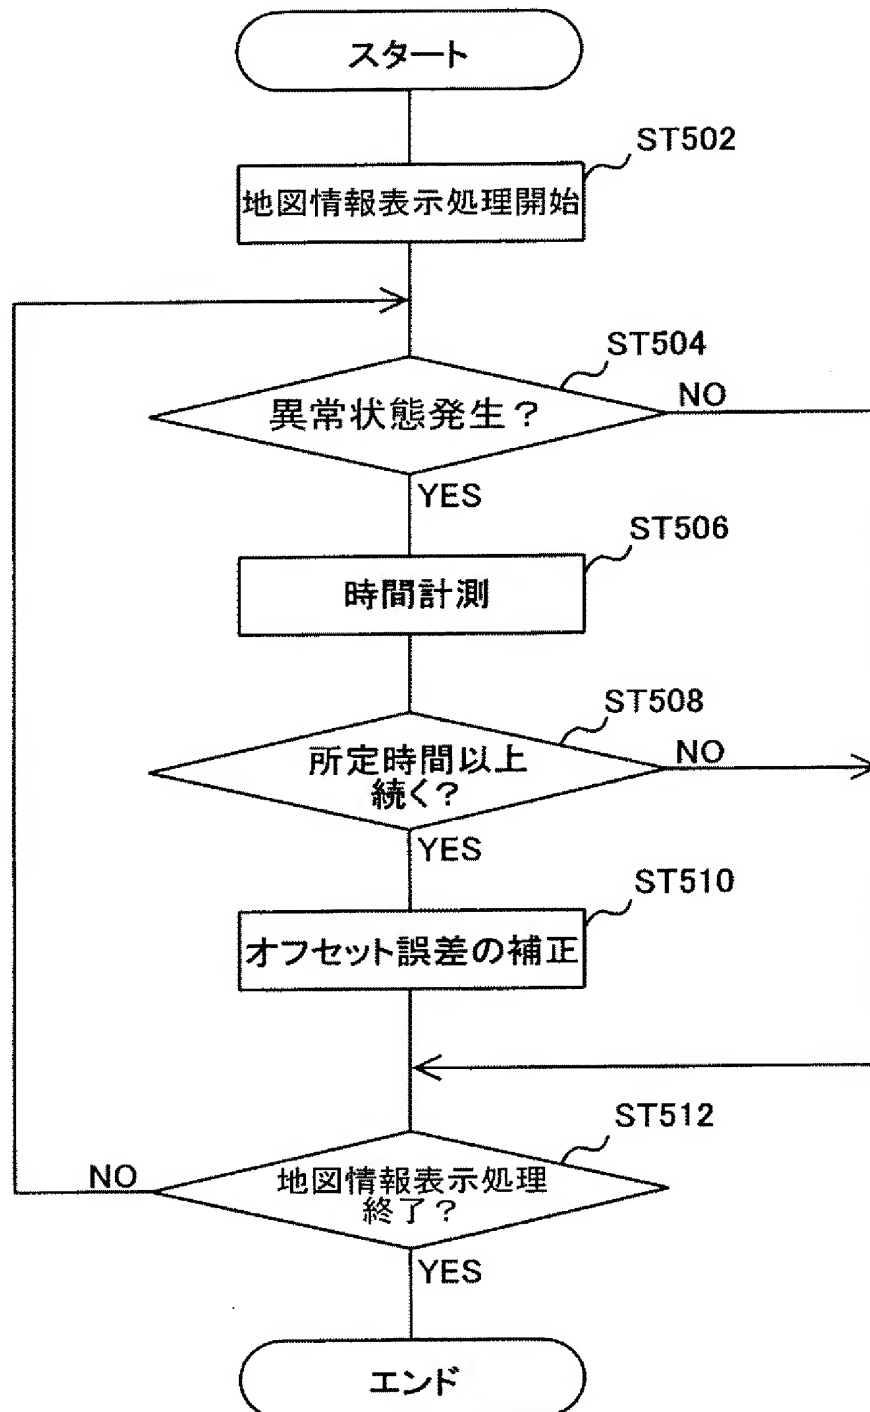 スタート
ST502
地図情報表示処理開始
ST504
異常状態発生？
NO
YES
ST506
時間計測
ST508
所定時間以上
続く？
NO
YES
ST510
オフセット誤差の補正
ST512
NO
地図情報表示処理
終了？
YES
エンド